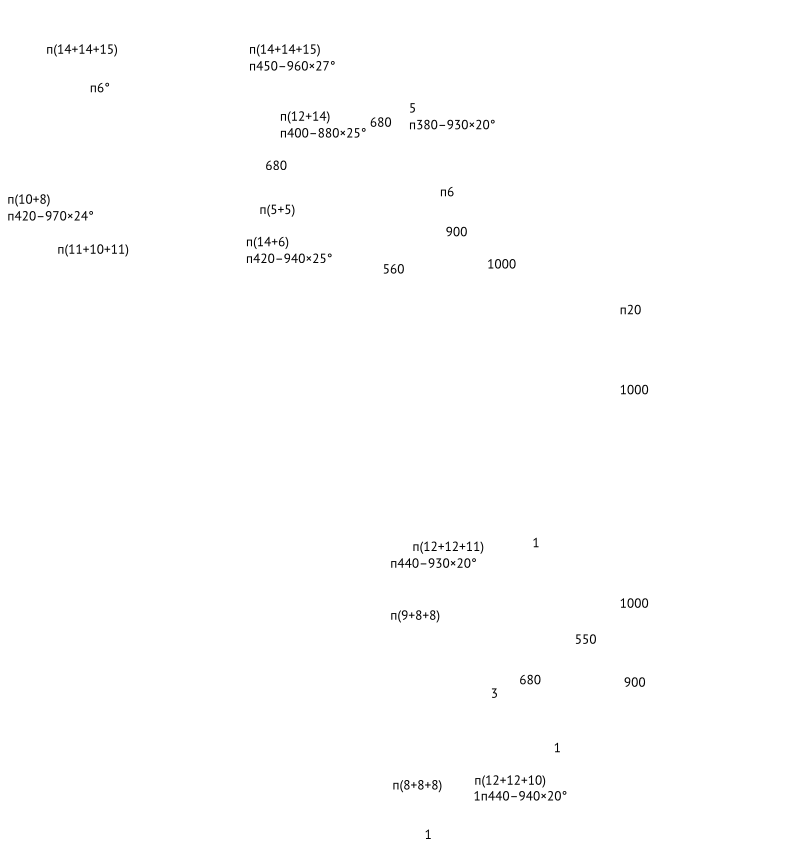 п(14+14+15)
п(14+14+15)
п450–960×27°
п6°
5
п(12+14)
680
п380–930×20°
п400–880×25°
680
п6
п(10+8)
п(5+5)
п420–970×24°
900
п(14+6)
п(11+10+11)
п420–940×25°
1000
560
п20
1000
1
п(12+12+11)
п440–930×20°
1000
п(9+8+8)
550
680
900
3
1
п(12+12+10)
п(8+8+8)
1п440–940×20°
1